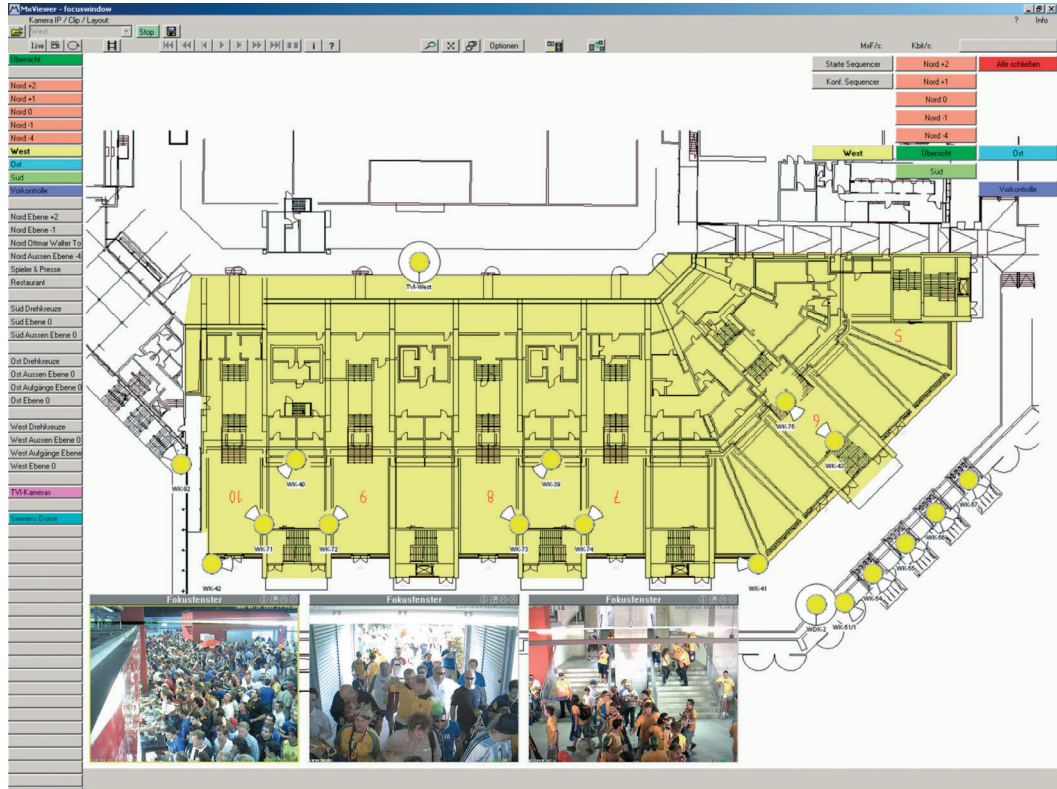 MxViewer - focuswindow
Kamera IP / Clip / Layout:
? Info
West
Stop
live
i ?
Optionen
MxF/s:
Kbit/s:
Übersicht
Nord +2
Nord +1
Nord 0
Nord -1
Nord -4
West
Ost
Süd
Vorkontrolle
Nord Ebene +2
Nord Ebene -1
Nord Ottmar Walter To
Nord Aussen Ebene -4
Spieler & Presse
Restaurant
Süd Drehkreuze
Süd Ebene 0
Süd Aussen Ebene 0
Ost Drehkreuze
Ost Aussen Ebene 0
Ost Aufgänge Ebene 0
Ost Ebene 0
West Drehkreuze
West Aussen Ebene 0
West Aufgänge Ebene
West Ebene 0
TVI-Kameras
Siemens-Dome
Starte Sequencer
Nord +2
Alle schließen
Konf. Sequencer
Nord +1
Nord 0
Nord -1
Nord -4
West
Übersicht
Ost
Süd
Vorkontrolle
TVI-West
5
WK-75
6
WK-43
WK-92
WK-40
WK-39
10
9
8
7
WK-57
WK-71
WK-72
WK-73
WK-74
WK-55
WK-42
WK-41
WK-54
WDK-2
WK-51/1
Fokusfenster
Fokusfenster
Fokusfenster